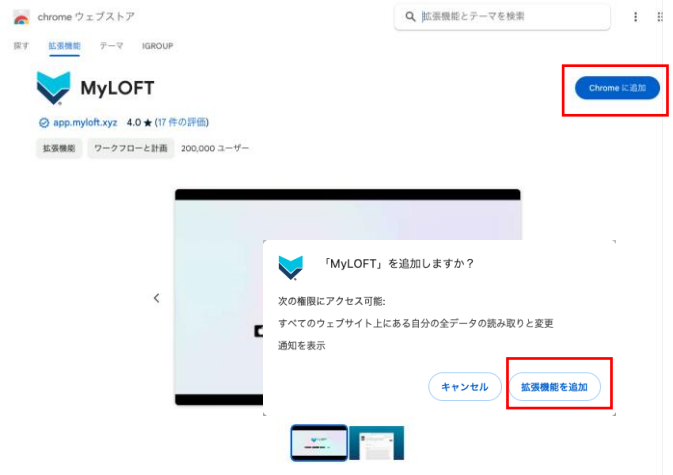 chrome ウェブストア
拡張機能とテーマを検索
探す 拡張機能 テーマ IGROUP
MyLOFT
Chrome に追加
app.myloft.xyz 4.0 ★ (17 件の評価)
拡張機能 ワークフローと計画 200,000 ユーザー
「MyLOFT」を追加しますか？
次の権限にアクセス可能:
すべてのウェブサイト上にある自分の全データの読み取りと変更
通知を表示
キャンセル 拡張機能を追加